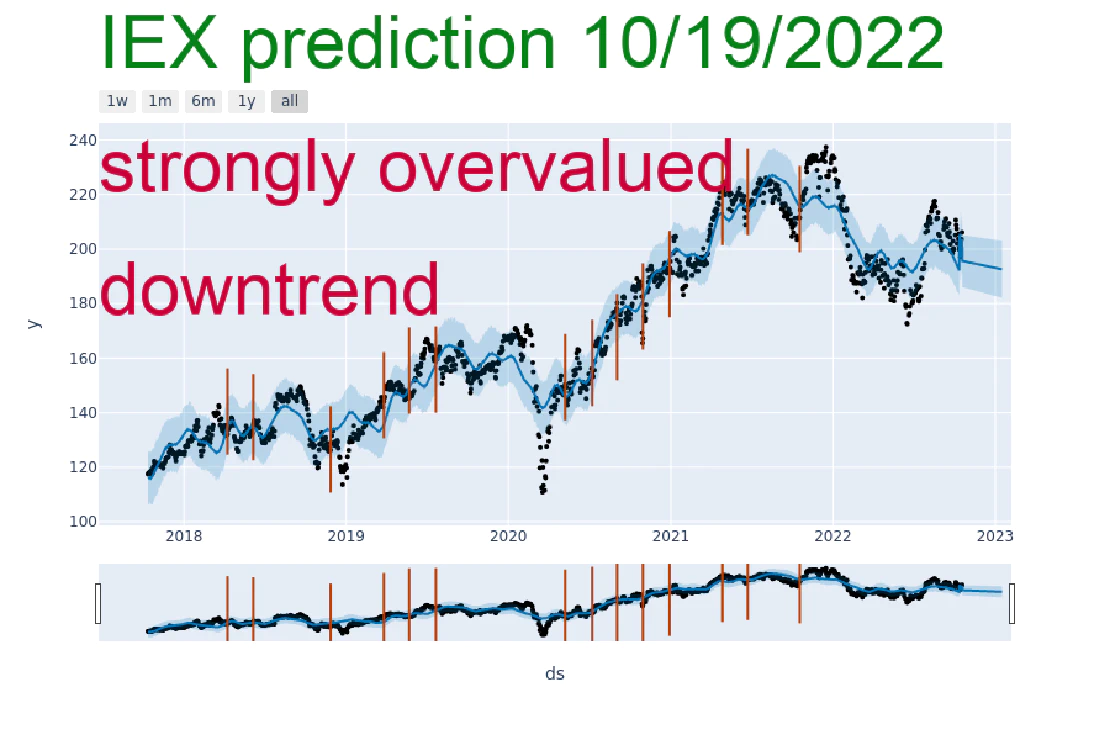 IEX prediction 10/19/2022
1w 1m 6m 1y all
240
strongly overvalued
220
200
downtrend
180
160
140
120
100
y
2018 2019 2020 2021 2022 2023
ds